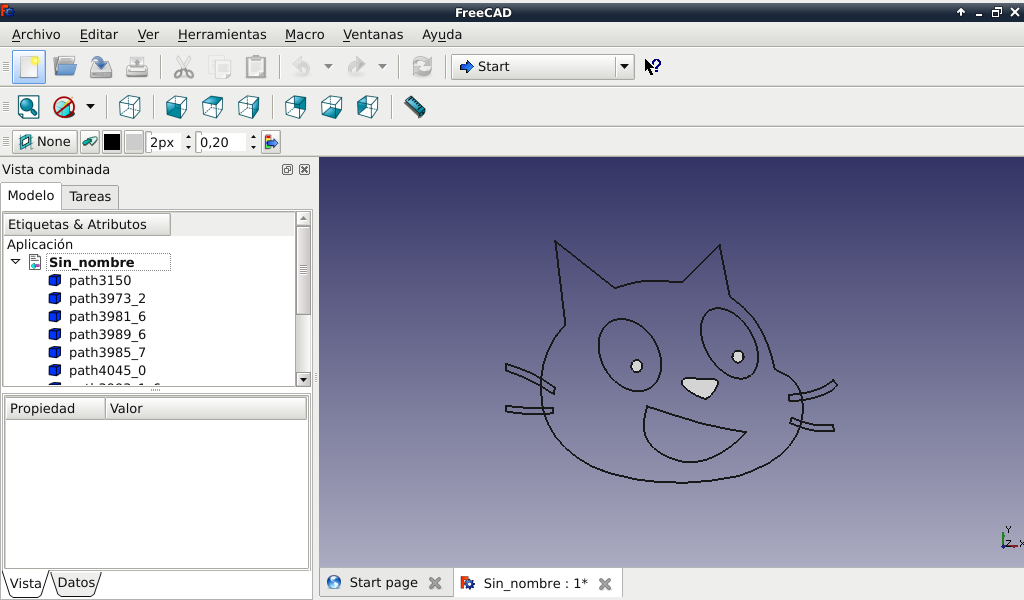 FreeCAD
Archivo Editar Ver Herramientas Macro Ventanas Ayuda
Start
None 2px 0,20
Vista combinada
Modelo Tareas
Etiquetas & Atributos
Aplicación
Sin_nombre
path3150
path3973_2
path3981_6
path3989_6
path3985_7
path4045_0
Propiedad Valor
Vista Datos
Start page Sin_nombre : 1*
Y
Z X